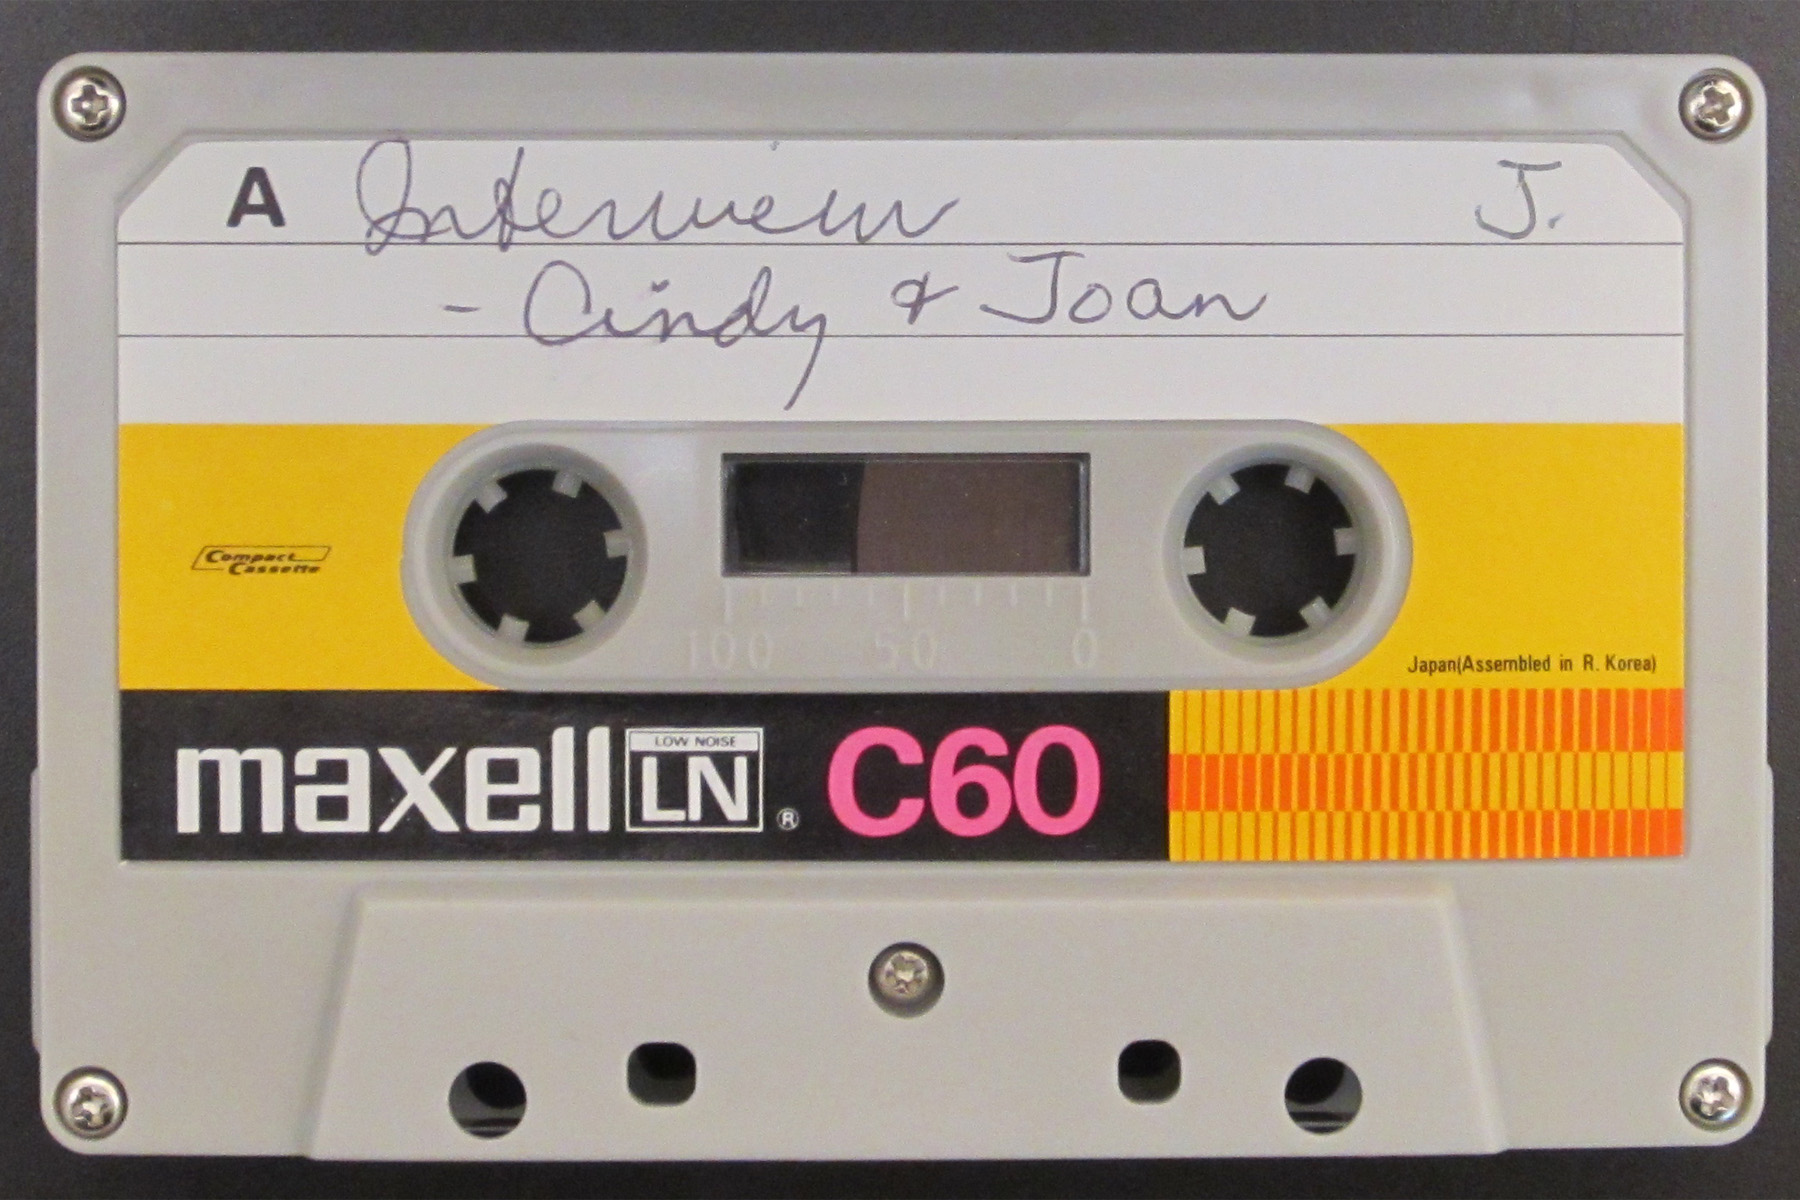 A Interview J.
- Cindy & Joan
Compact
Cassette
100 50 0
Japan(Assembled in R. Korea)
maxell LOW NOISE LN ® C60